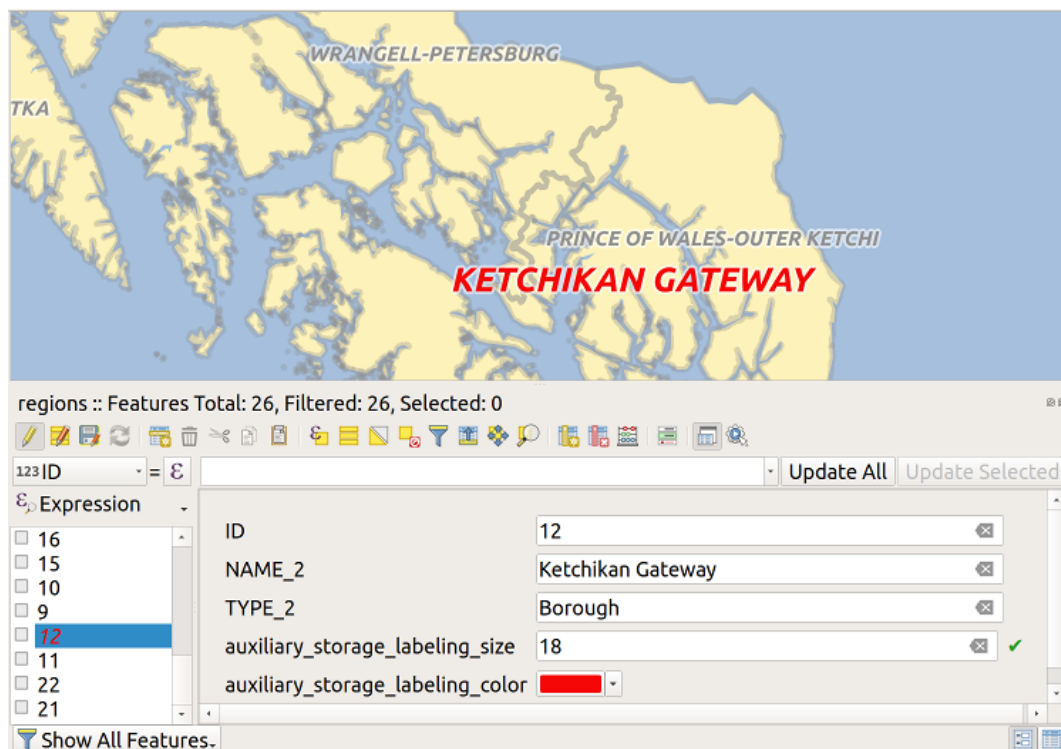 WRANGELL-PETERSBURG
TKA
PRINCE OF WALES-OUTER KETCHI
KETCHIKAN GATEWAY
regions :: Features Total: 26, Filtered: 26, Selected: 0
123 ID = ε Update All Update Selected
Expression
16
15
10
9
12
11
22
21
ID 12
NAME_2 Ketchikan Gateway
TYPE_2 Borough
auxiliary_storage_labeling_size 18
auxiliary_storage_labeling_color
Show All Features